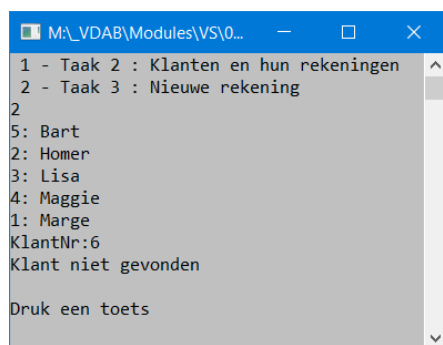 M:\_VDAB\Modules\VS\0...
1 - Taak 2 : Klanten en hun rekeningen
2 - Taak 3 : Nieuwe rekening
2
5: Bart
2: Homer
3: Lisa
4: Maggie
1: Marge
KlantNr:6
Klant niet gevonden
Druk een toets